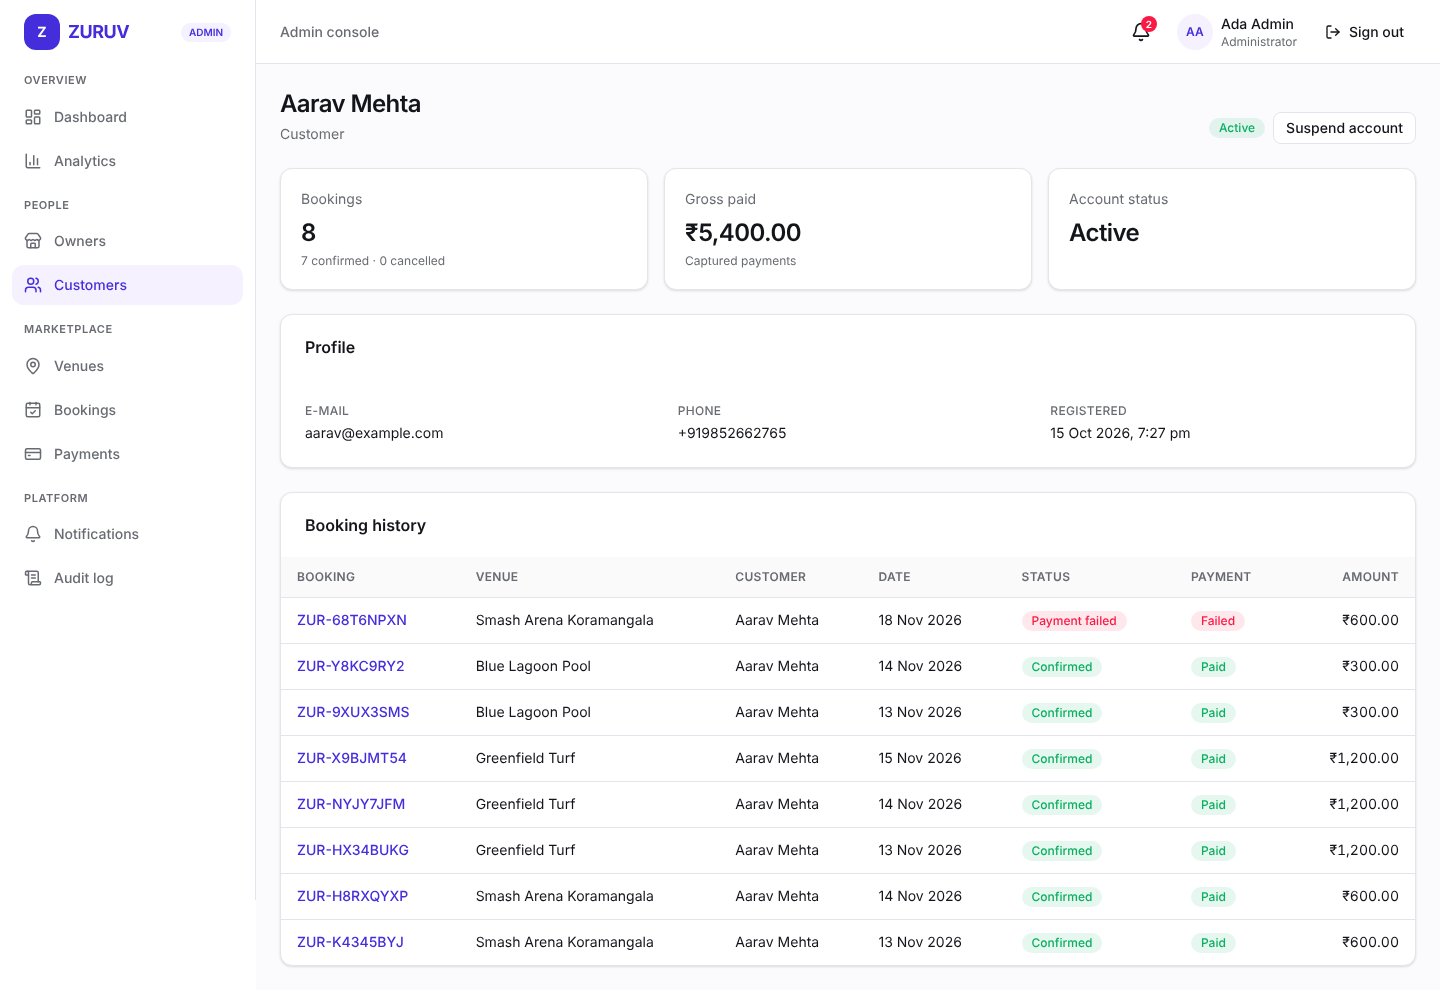 Z ZURUV ADMIN
OVERVIEW
Dashboard
Analytics
PEOPLE
Owners
Customers
MARKETPLACE
Venues
Bookings
Payments
PLATFORM
Notifications
Audit log
Admin console
2
AA
Ada Admin
Administrator
Sign out
Aarav Mehta
Customer
Active
Suspend account
Bookings
8
7 confirmed · 0 cancelled
Gross paid
₹5,400.00
Captured payments
Account status
Active
Profile
E-MAIL PHONE REGISTERED
aarav@example.com +919852662765 15 Oct 2026, 7:27 pm
Booking history
BOOKING VENUE CUSTOMER DATE STATUS PAYMENT AMOUNT
ZUR-68T6NPXN Smash Arena Koramangala Aarav Mehta 18 Nov 2026 Payment failed Failed ₹600.00
ZUR-Y8KC9RY2 Blue Lagoon Pool Aarav Mehta 14 Nov 2026 Confirmed Paid ₹300.00
ZUR-9XUX3SMS Blue Lagoon Pool Aarav Mehta 13 Nov 2026 Confirmed Paid ₹300.00
ZUR-X9BJMT54 Greenfield Turf Aarav Mehta 15 Nov 2026 Confirmed Paid ₹1,200.00
ZUR-NYJY7JFM Greenfield Turf Aarav Mehta 14 Nov 2026 Confirmed Paid ₹1,200.00
ZUR-HX34BUKG Greenfield Turf Aarav Mehta 13 Nov 2026 Confirmed Paid ₹1,200.00
ZUR-H8RXQYXP Smash Arena Koramangala Aarav Mehta 14 Nov 2026 Confirmed Paid ₹600.00
ZUR-K4345BYJ Smash Arena Koramangala Aarav Mehta 13 Nov 2026 Confirmed Paid ₹600.00